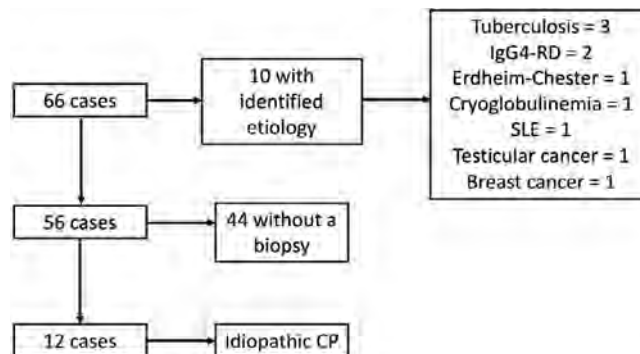 66 cases
10 with
identified
etiology
Tuberculosis = 3
IgG4-RD = 2
Erdheim-Chester = 1
Cryoglobulinemia = 1
SLE = 1
Testicular cancer = 1
Breast cancer = 1
56 cases
44 without a
biopsy
12 cases
idiopathic CP